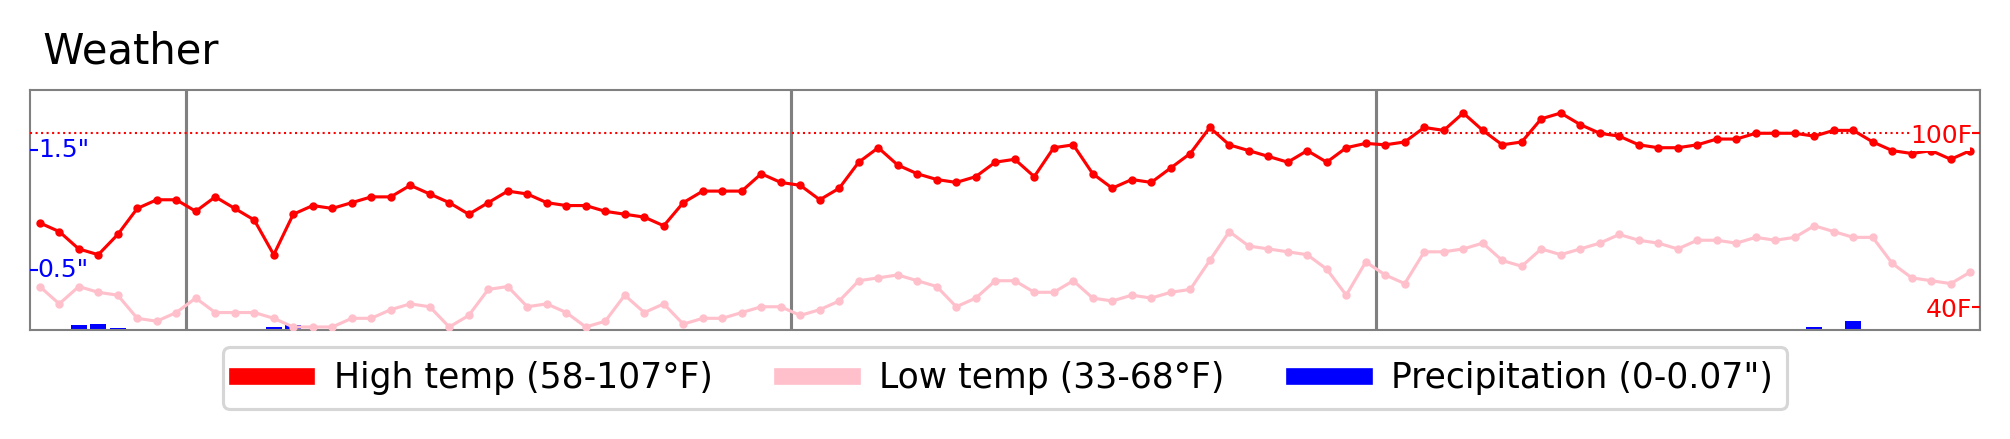 Weather
1.5"
100F
0.5"
40F
High temp (58-107°F) Low temp (33-68°F) Precipitation (0-0.07")